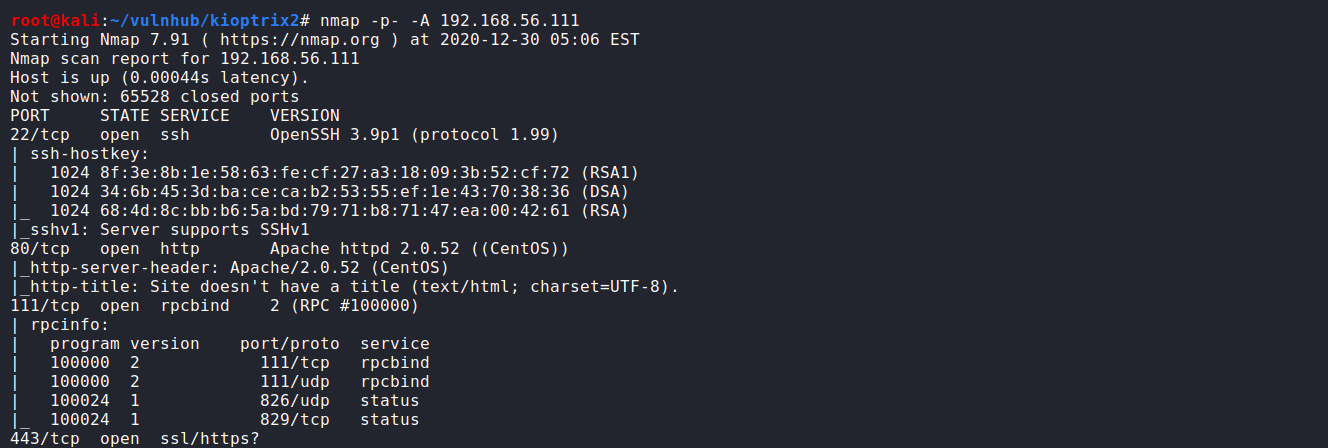 root@kali:~/vulnhub/kioptrix2# nmap -p- -A 192.168.56.111
Starting Nmap 7.91 ( https://nmap.org ) at 2020-12-30 05:06 EST
Nmap scan report for 192.168.56.111
Host is up (0.00044s latency).
Not shown: 65528 closed ports
PORT     STATE SERVICE    VERSION
22/tcp   open  ssh        OpenSSH 3.9p1 (protocol 1.99)
| ssh-hostkey:
|   1024 8f:3e:8b:1e:58:63:fe:cf:27:a3:18:09:3b:52:cf:72 (RSA1)
|   1024 34:6b:45:3d:ba:ce:ca:b2:53:55:ef:1e:43:70:38:36 (DSA)
|_  1024 68:4d:8c:bb:b6:5a:bd:79:71:b8:71:47:ea:00:42:61 (RSA)
|_sshv1: Server supports SSHv1
80/tcp   open  http       Apache httpd 2.0.52 ((CentOS))
|_http-server-header: Apache/2.0.52 (CentOS)
|_http-title: Site doesn't have a title (text/html; charset=UTF-8).
111/tcp  open  rpcbind    2 (RPC #100000)
| rpcinfo:
|   program version    port/proto  service
|   100000  2            111/tcp   rpcbind
|   100000  2            111/udp   rpcbind
|   100024  1            826/udp   status
|_  100024  1            829/tcp   status
443/tcp  open  ssl/https?